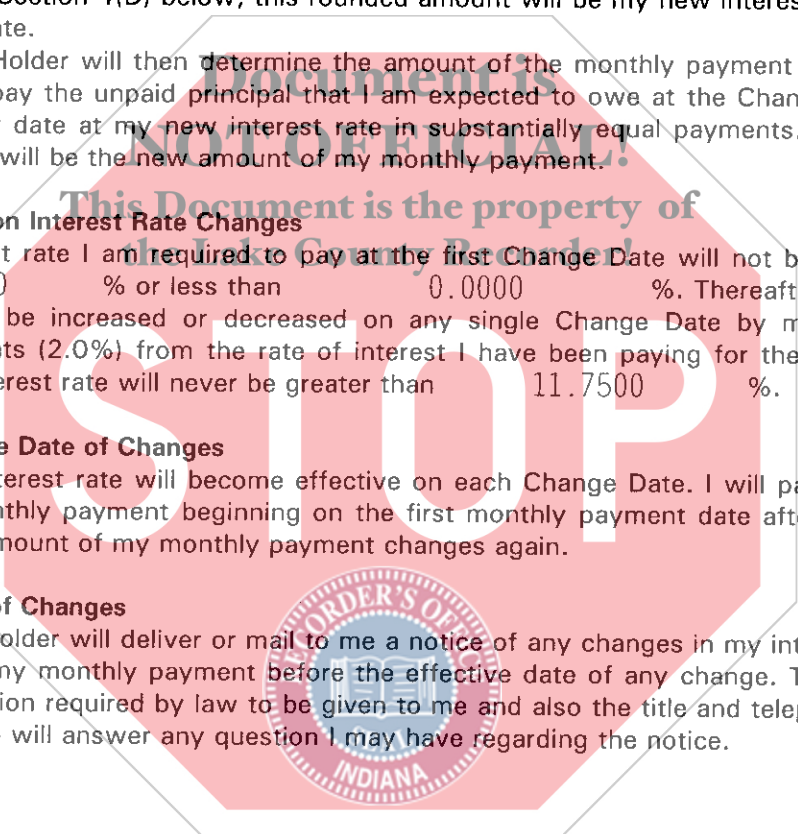 Section 4(D) below, this rounded amount will be my new interes
ate.
Holder will then determine the amount of the monthly payment
pay the unpaid principal that I am expected to owe at the Chan
date at my new interest rate in substantially equal payments.
will be the new amount of my monthly payment.
Document is
NOT OFFICIAL!
This Document is the property of
the Lake County Recorder!
on Interest Rate Changes
st rate I am required to pay at the first Change Date will not b
0 % or less than 0.0000 %. Thereaft
be increased or decreased on any single Change Date by m
nts (2.0%) from the rate of interest I have been paying for the
erest rate will never be greater than 11.7500 %.
STOP
e Date of Changes
terest rate will become effective on each Change Date. I will pa
nthly payment beginning on the first monthly payment date afte
mount of my monthly payment changes again.
of Changes
older will deliver or mail to me a notice of any changes in my int
my monthly payment before the effective date of any change. T
tion required by law to be given to me and also the title and telep
will answer any question I may have regarding the notice.
RECORDER'S OFFICE
INDIANA